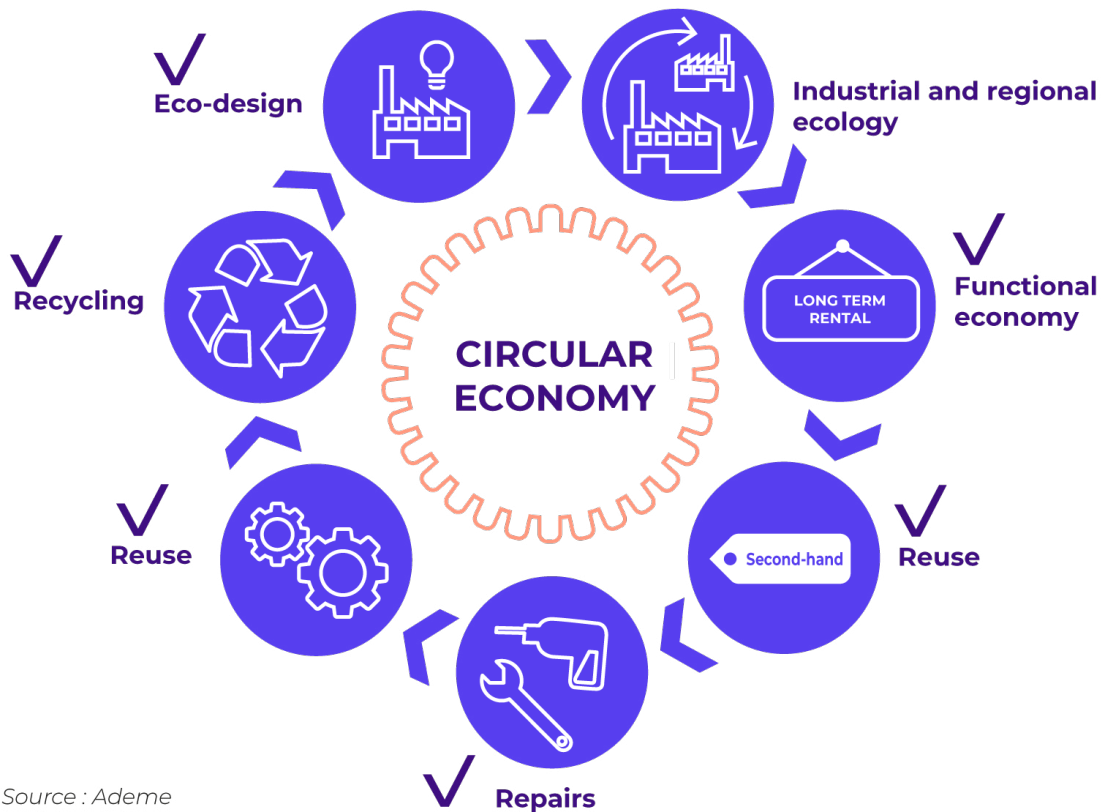 Eco-design
Industrial and regional
ecology
Functional
economy
LONG TERM
RENTAL
Recycling
CIRCULAR
ECONOMY
Reuse
Second-hand
Reuse
Repairs
Source : Ademe